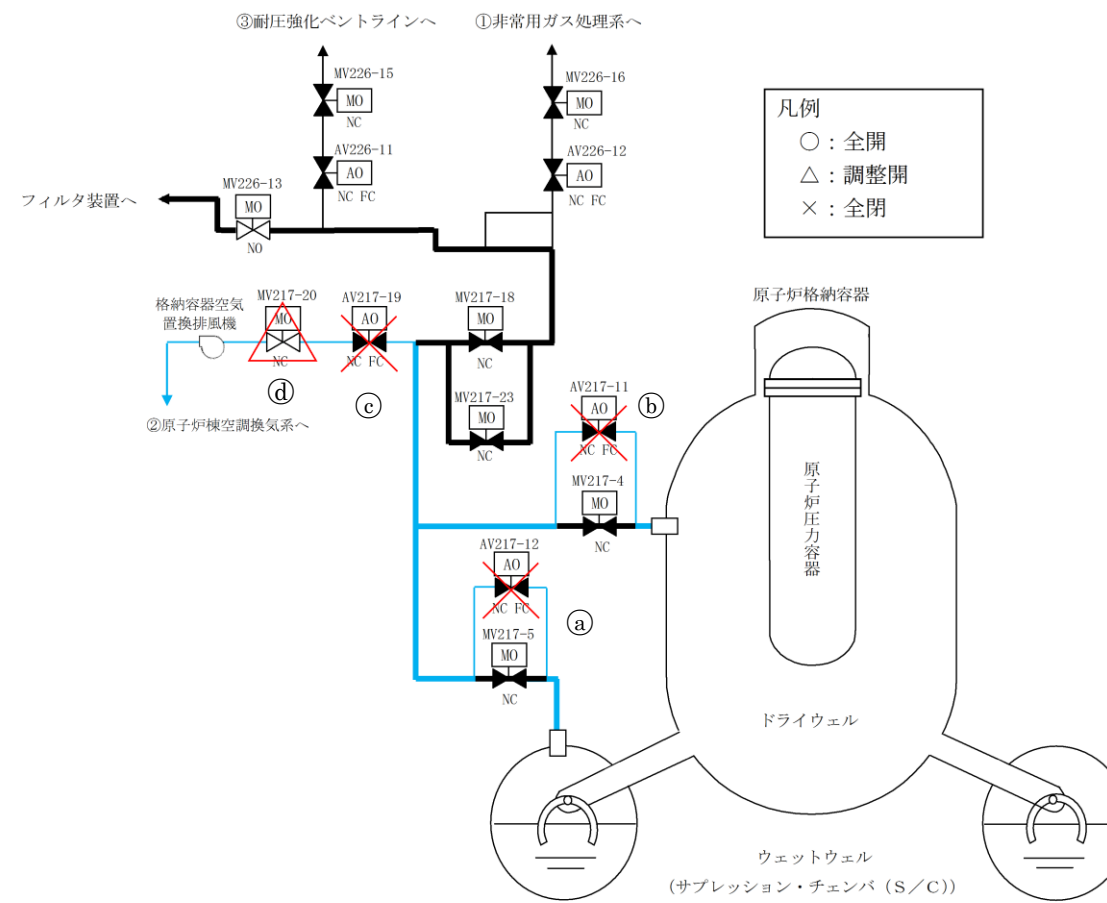 ③耐圧強化ベントラインへ
①非常用ガス処理系へ
MV226-15
MO
NC
MV226-16
MO
NC
AV226-11
AO
NC FC
AV226-12
AO
NC FC
凡例
○:全開
△:調整開
×:全閉
フィルタ装置へ
MV226-13
MO
NO
格納容器空気
置換排風機
MV217-20
MO
NC
ⓓ
AV217-19
AO
NC FC
ⓒ
MV217-18
MO
NC
MV217-23
MO
NC
②原子炉棟空調換気系へ
AV217-11
AO
NC FC
ⓑ
MV217-4
MO
NC
AV217-12
AO
NC FC
ⓐ
MV217-5
MO
NC
原子炉格納容器
原子炉圧力容器
ドライウェル
ウェットウェル
(サプレッション・チェンバ(S/C))